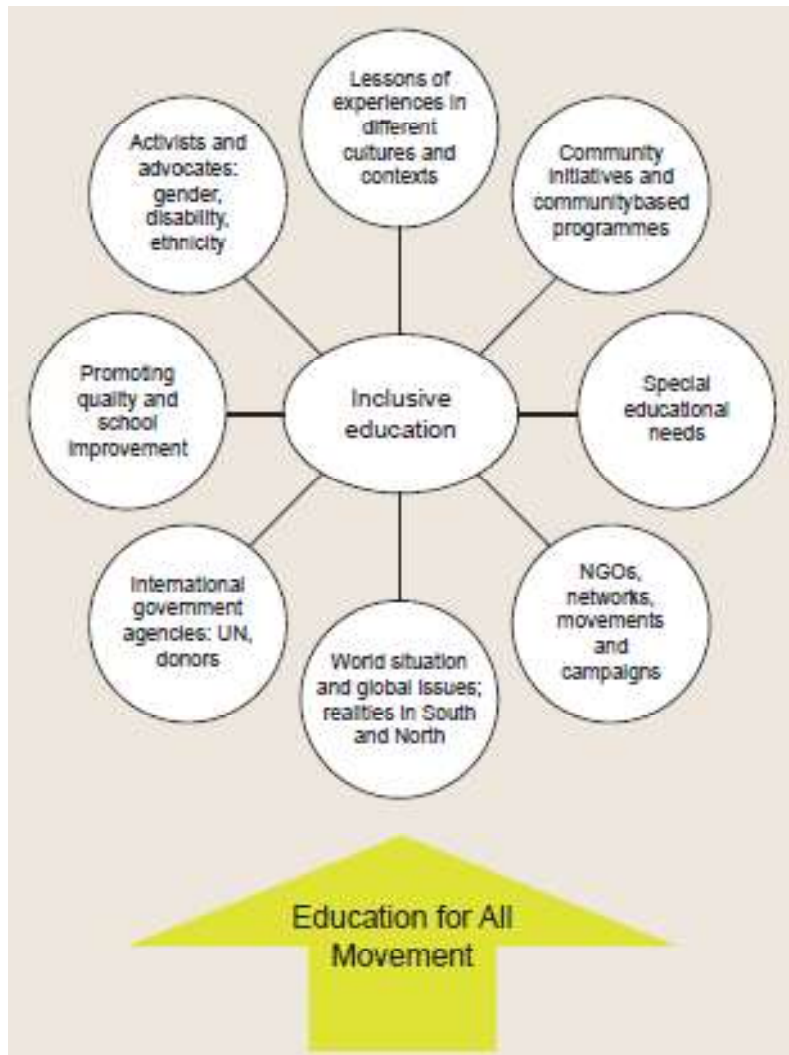 Lessons of
experiences in
different
cultures and
contexts
Activists and
advocates:
gender,
disability,
ethnicity
Community
initiatives and
communitybased
programmes
Promoting
quality and
school
improvement
Inclusive
education
Special
educational
needs
International
government
agencies: UN,
donors
NGOs,
networks,
movements
and
campaigns
World situation
and global issues;
realities in South
and North
Education for All
Movement